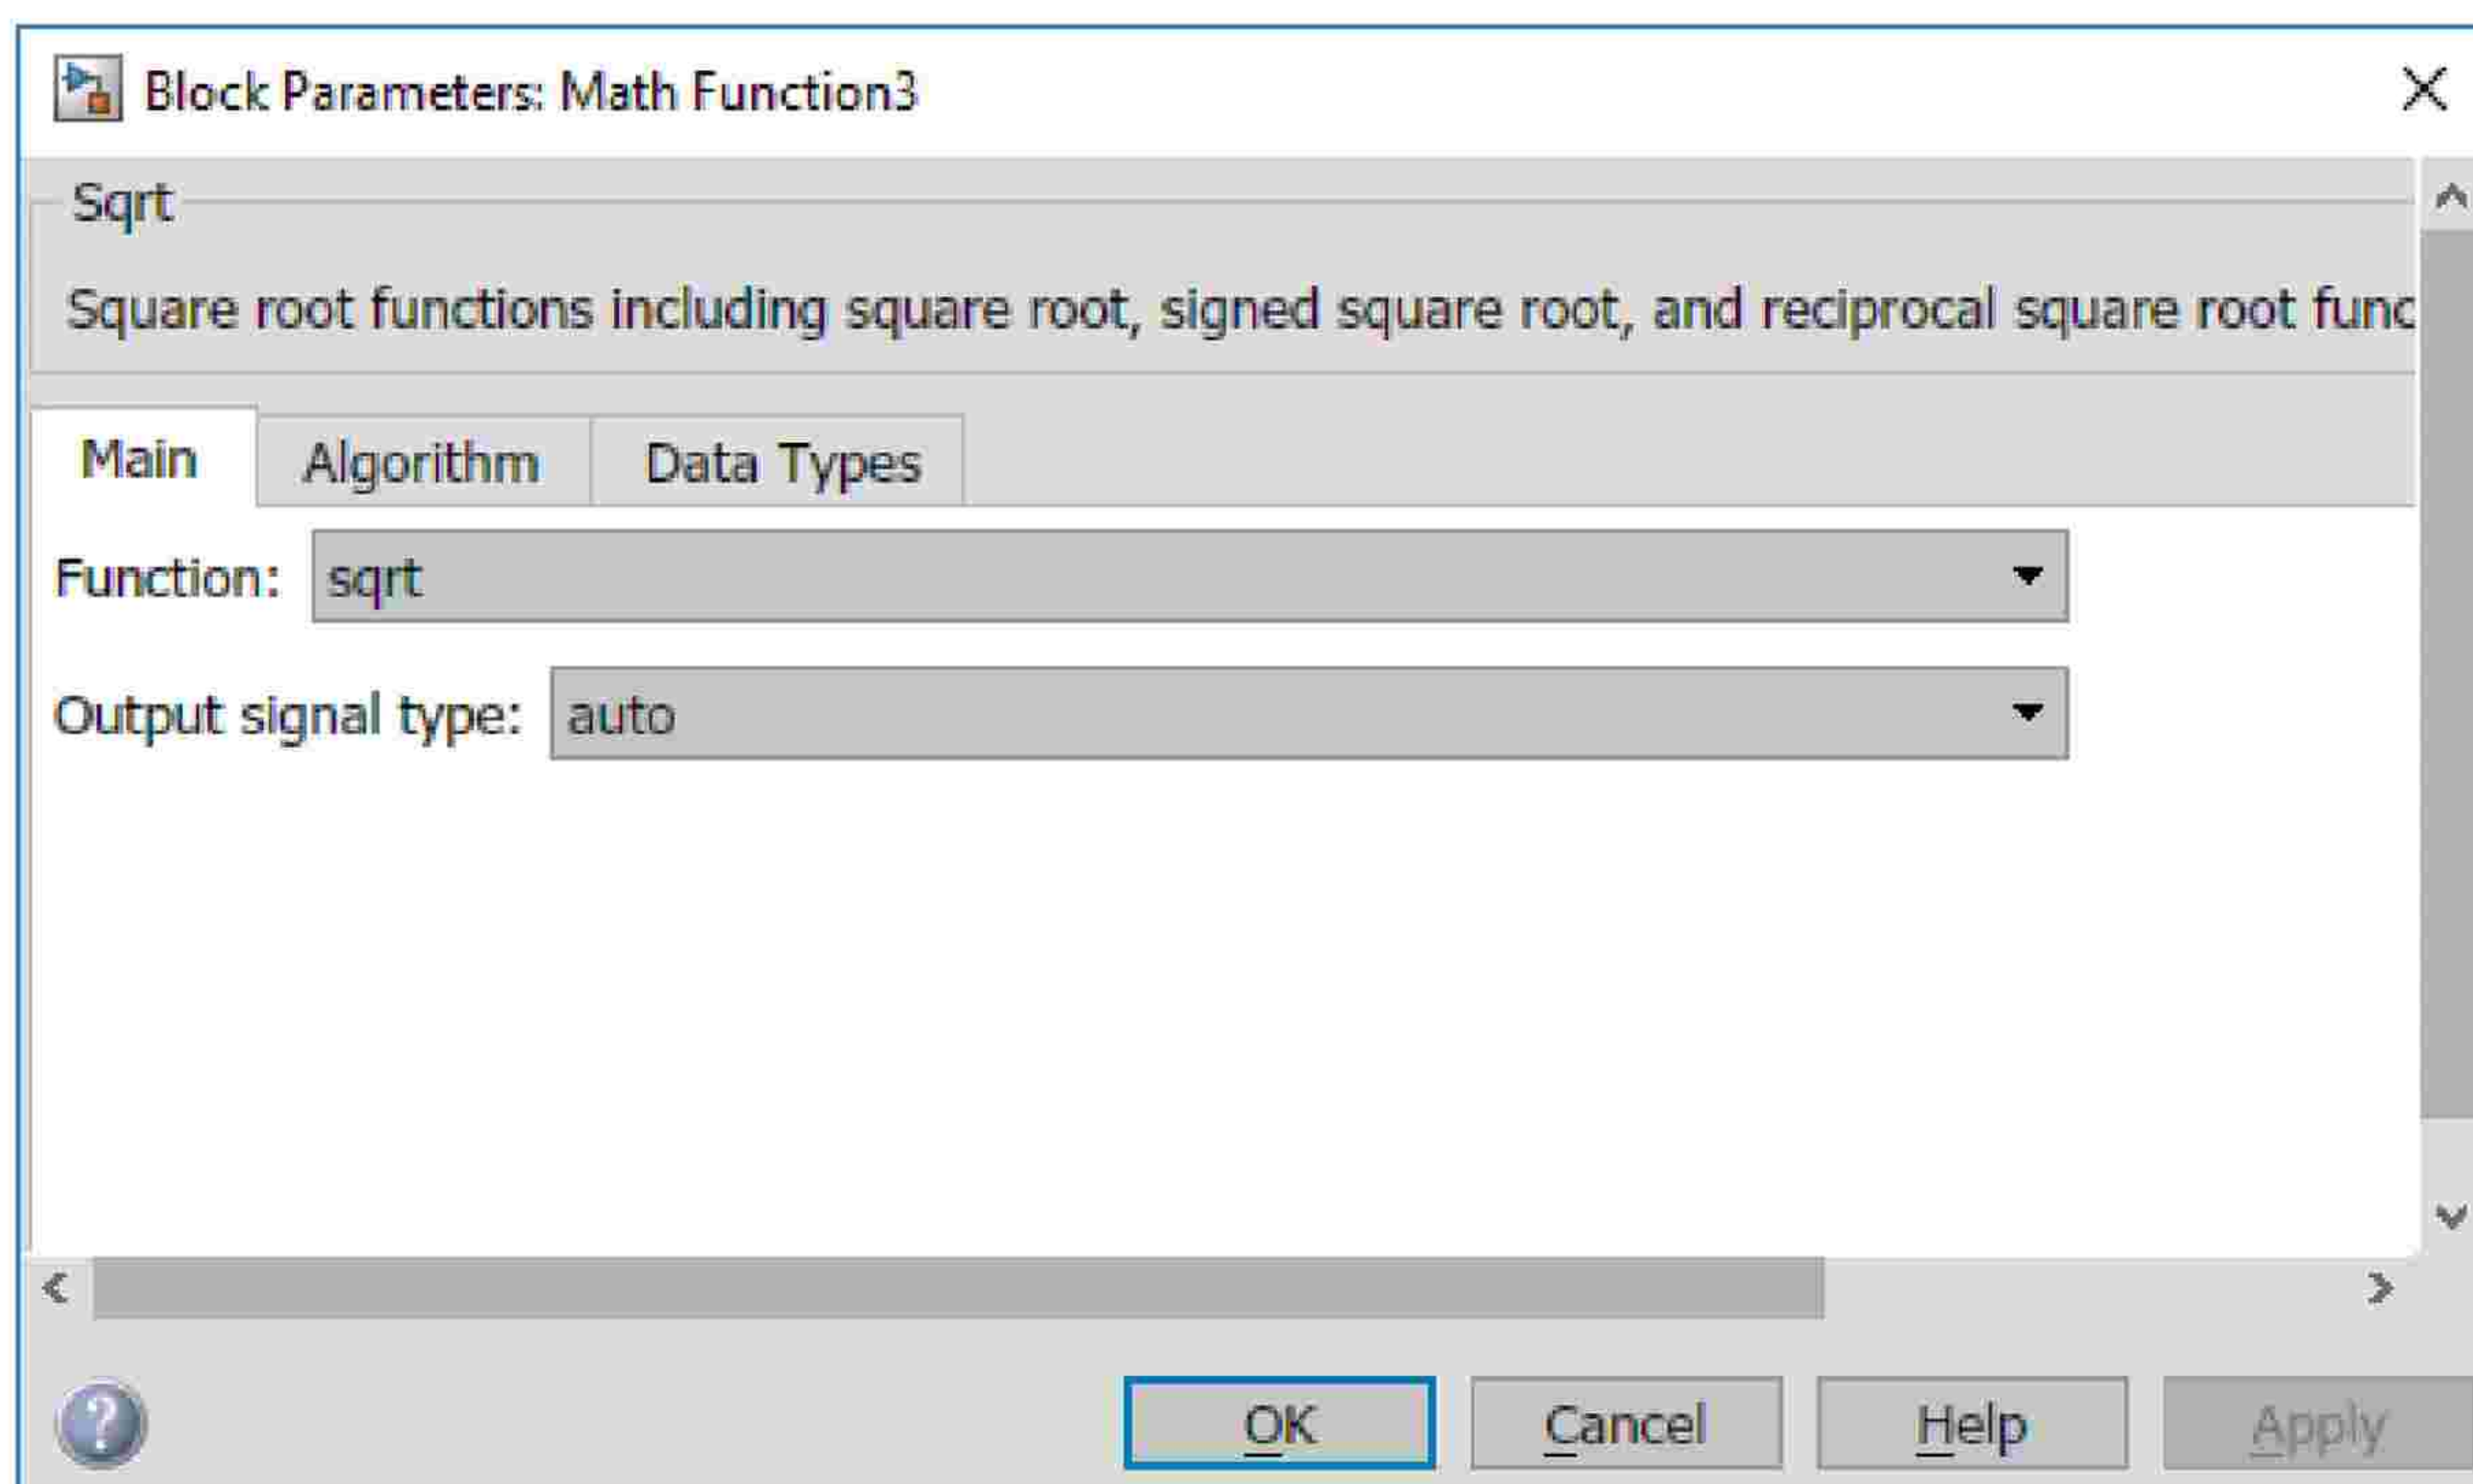 Block Parameters: Math Function3
Sqrt
Square root functions including square root, signed square root, and reciprocal square root func
Main Algorithm Data Types
Function: sqrt
Output signal type: auto
? OK Cancel Help Apply